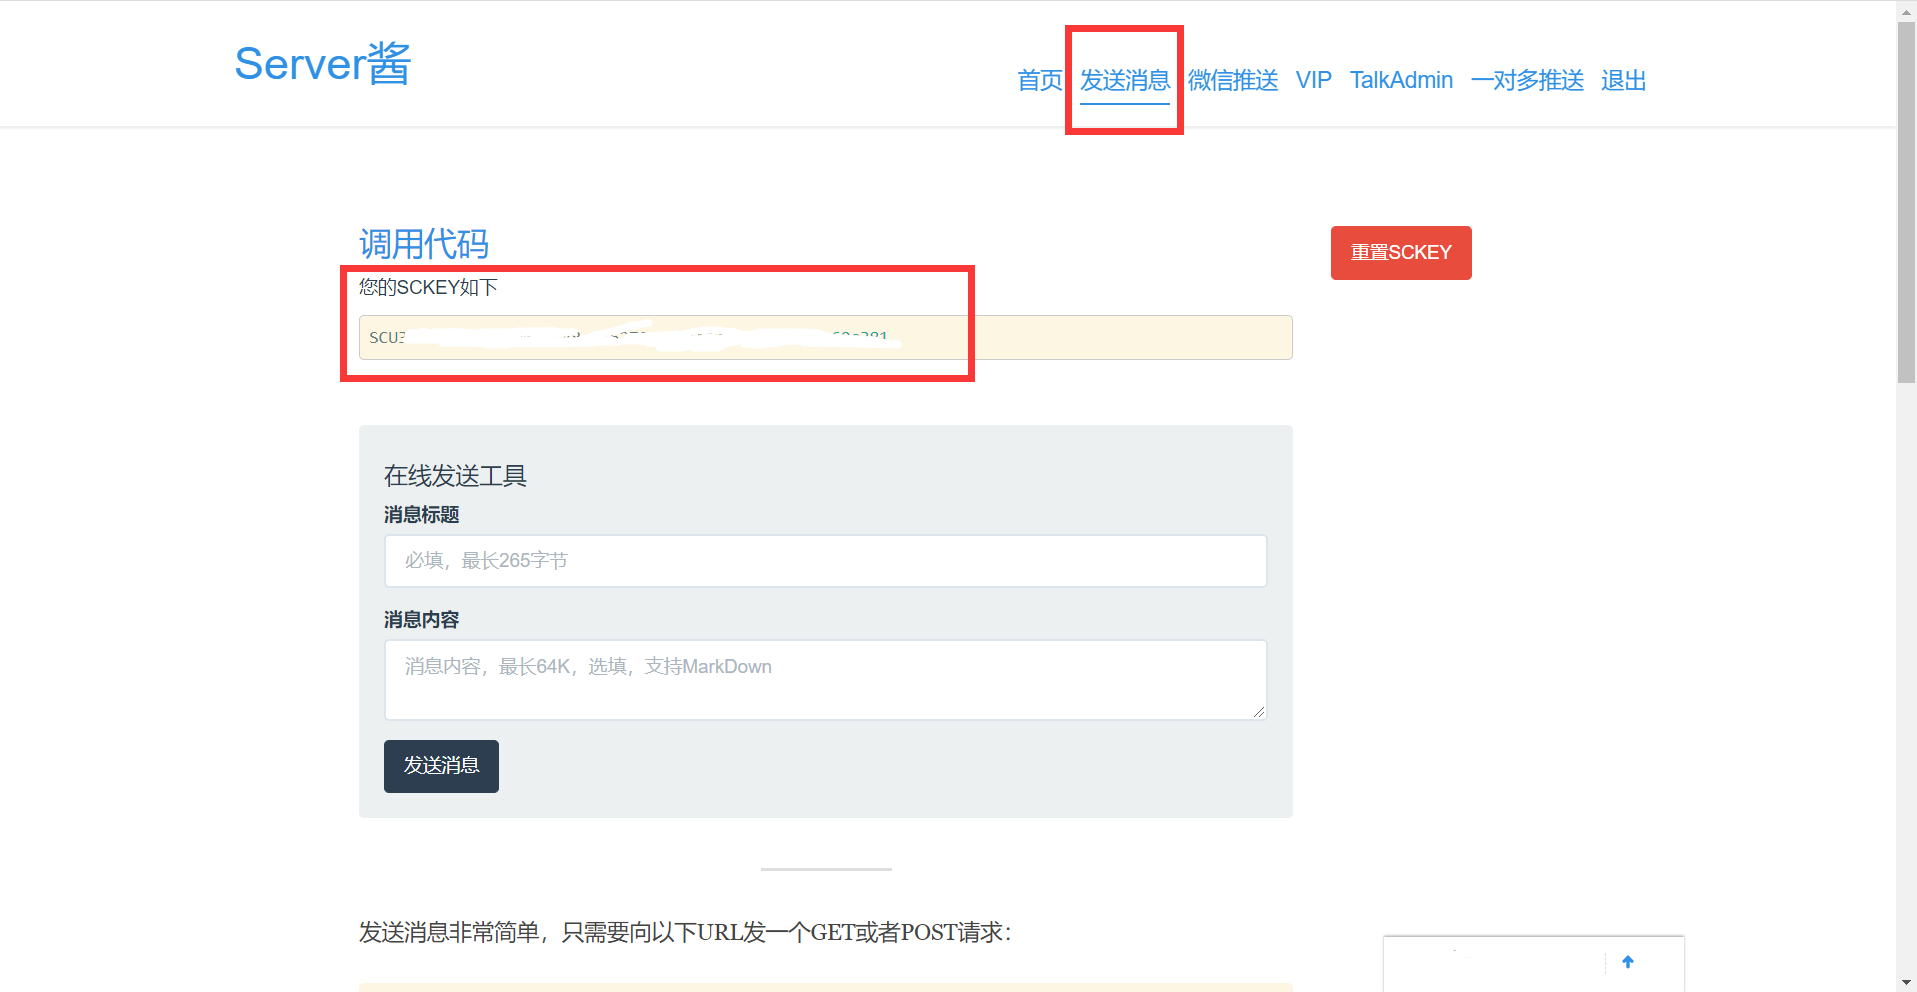 Server酱
首页 发送消息 微信推送 VIP TalkAdmin 一对多推送 退出
调用代码
重置SCKEY
您的SCKEY如下
SCU3
在线发送工具
消息标题
必填，最长265字节
消息内容
消息内容，最长64K，选填，支持MarkDown
发送消息
发送消息非常简单，只需要向以下URL发一个GET或者POST请求：